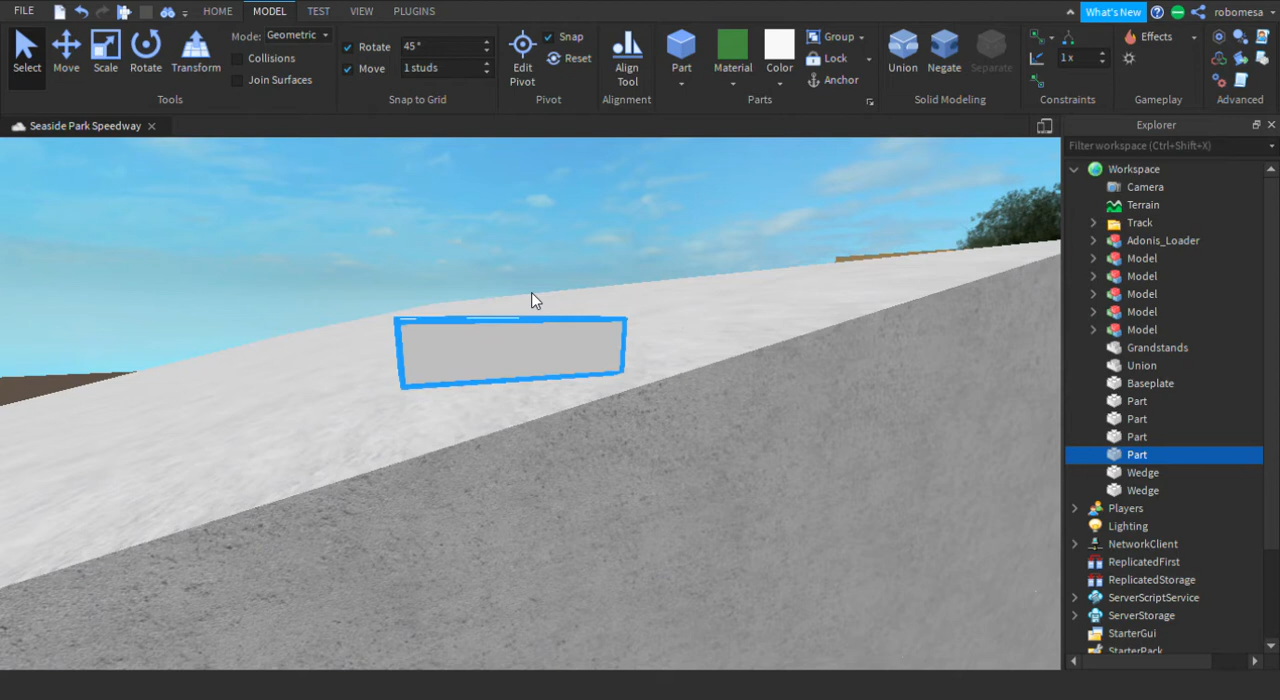 FILE
HOME
MODEL
TEST
VIEW
PLUGINS
What's New
robomesa
Select
Move
Scale
Rotate
Transform
Mode:
Geometric
Collisions
Join Surfaces
Tools
Rotate
45°
Move
1 studs
Snap to Grid
Edit
Pivot
Snap
Reset
Pivot
Align
Tool
Alignment
Part
Material
Color
Group
Lock
Anchor
Parts
Union
Negate
Separate
Solid Modeling
1 x
Constraints
Effects
Gameplay
Advanced
Seaside Park Speedway
Explorer
Filter workspace (Ctrl+Shift+X)
Workspace
Camera
Terrain
Track
Adonis_Loader
Model
Model
Model
Model
Model
Grandstands
Union
Baseplate
Part
Part
Part
Part
Wedge
Wedge
Players
Lighting
NetworkClient
ReplicatedFirst
ReplicatedStorage
ServerScriptService
ServerStorage
StarterGui
StarterPack